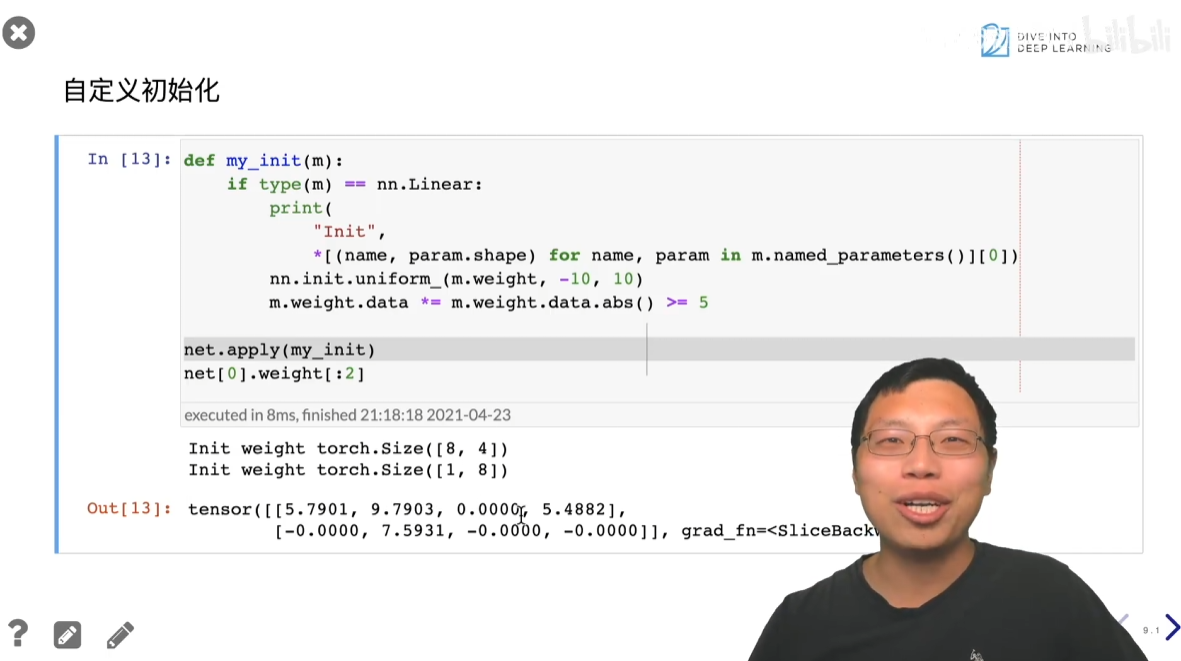 DIVE INTO
DEEP LEARNING
bilibili
自定义初始化
In [13]: def my_init(m):
    if type(m) == nn.Linear:
        print(
            "Init",
            *[(name, param.shape) for name, param in m.named_parameters()][0])
        nn.init.uniform_(m.weight, -10, 10)
        m.weight.data *= m.weight.data.abs() >= 5
net.apply(my_init)
net[0].weight[:2]
executed in 8ms, finished 21:18:18 2021-04-23
Init weight torch.Size([8, 4])
Init weight torch.Size([1, 8])
Out[13]: tensor([[5.7901, 9.7903, 0.0000, 5.4882],
[-0.0000, 7.5931, -0.0000, -0.0000]], grad_fn=<SliceBack
?
9.1